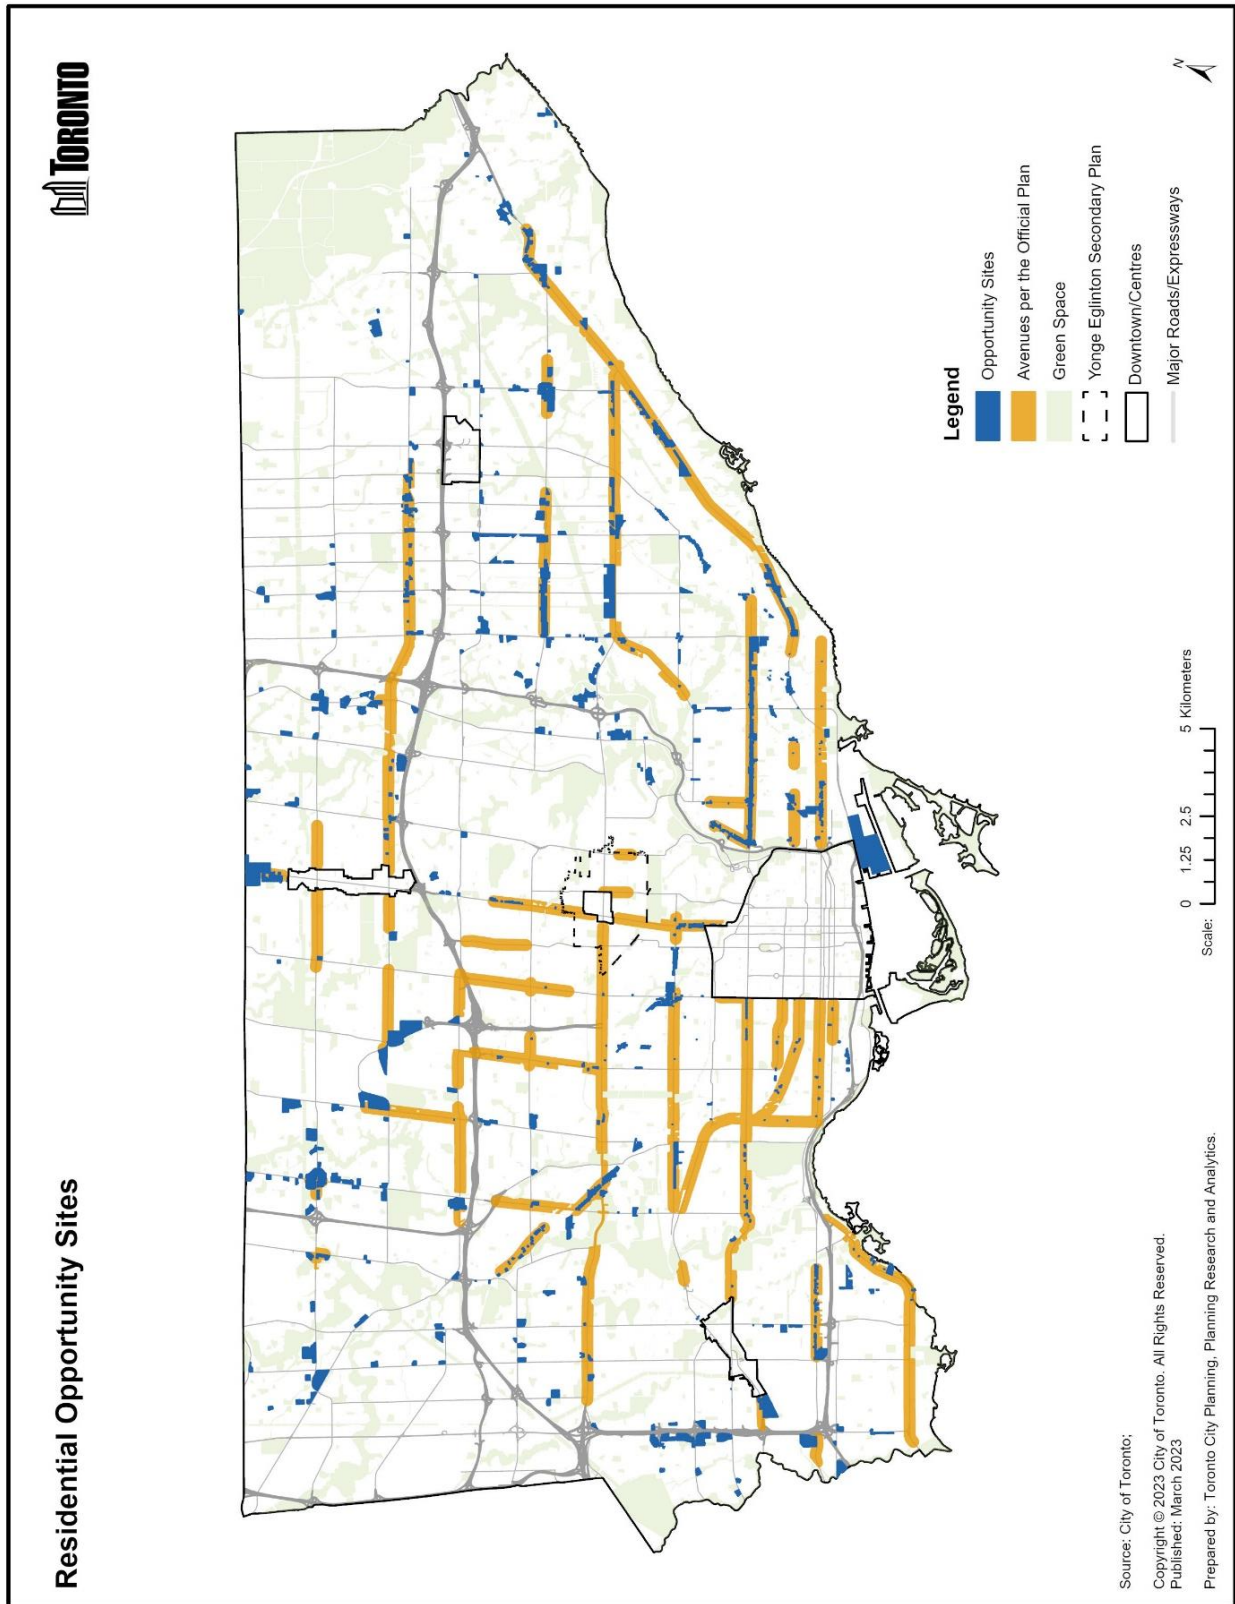 Residential Opportunity Sites
TORONTO
N
Legend
Opportunity Sites
Avenues per the Official Plan
Green Space
Yonge Eglinton Secondary Plan
Downtown/Centres
Major Roads/Expressways
Source: City of Toronto;
Copyright © 2023 City of Toronto. All Rights Reserved.
Published: March 2023
Prepared by: Toronto City Planning, Planning Research and Analytics.
Scale:
0 1.25 2.5 5 Kilometers